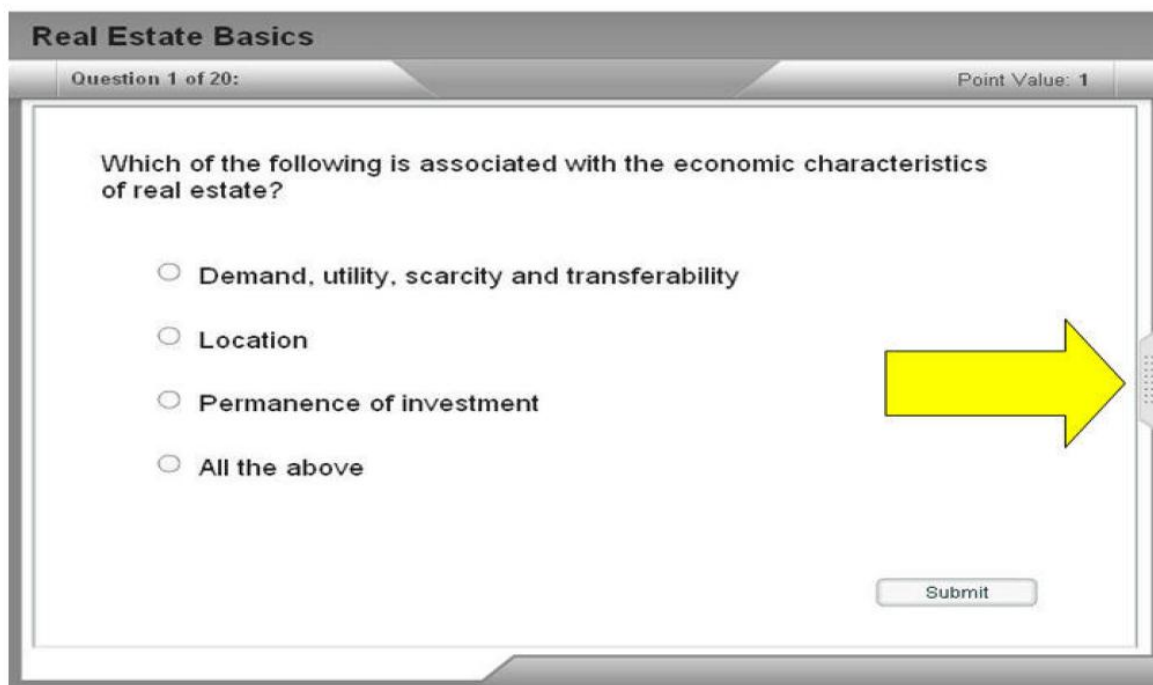 Real Estate Basics
Question 1 of 20:
Point Value: 1
Which of the following is associated with the economic characteristics
of real estate?
Demand, utility, scarcity and transferability
Location
Permanence of investment
All the above
Submit